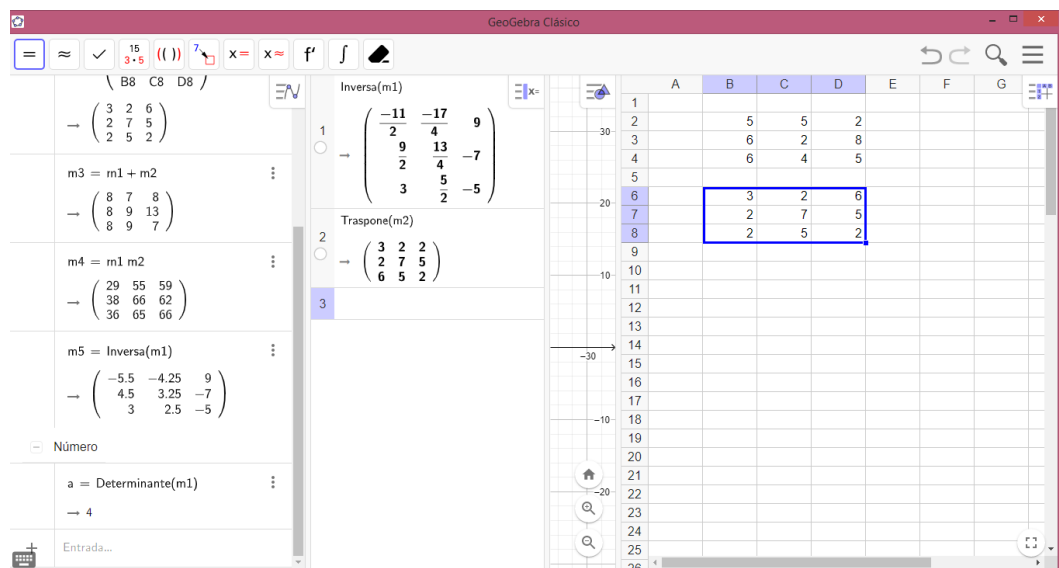 GeoGebra Clásico
= ≈ ✓ 15 3·5 (( )) 7 x= x≈ f' ∫
( B8 C8 D8 )
→ ( 3 2 6
2 7 5
2 5 2 )
m3 = m1 + m2
→ ( 8 7 8
8 9 13
8 9 7 )
m4 = m1 m2
→ ( 29 55 59
38 66 62
36 65 66 )
m5 = Inversa(m1)
→ ( −5.5 −4.25 9
4.5 3.25 −7
3 2.5 −5 )
Número
a = Determinante(m1)
→ 4
Entrada...
x=
1
Inversa(m1)
→ ( −11/2 −17/4 9
9/2 13/4 −7
3 5/2 −5 )
2
Traspone(m2)
→ ( 3 2 2
2 7 5
6 5 2 )
3
30
20
10
−30
−10
−20
A B C D E F G
1
2 5 5 2
3 6 2 8
4 6 4 5
5
6 3 2 6
7 2 7 5
8 2 5 2
9
10
11
12
13
14
15
16
17
18
19
20
21
22
23
24
25
26